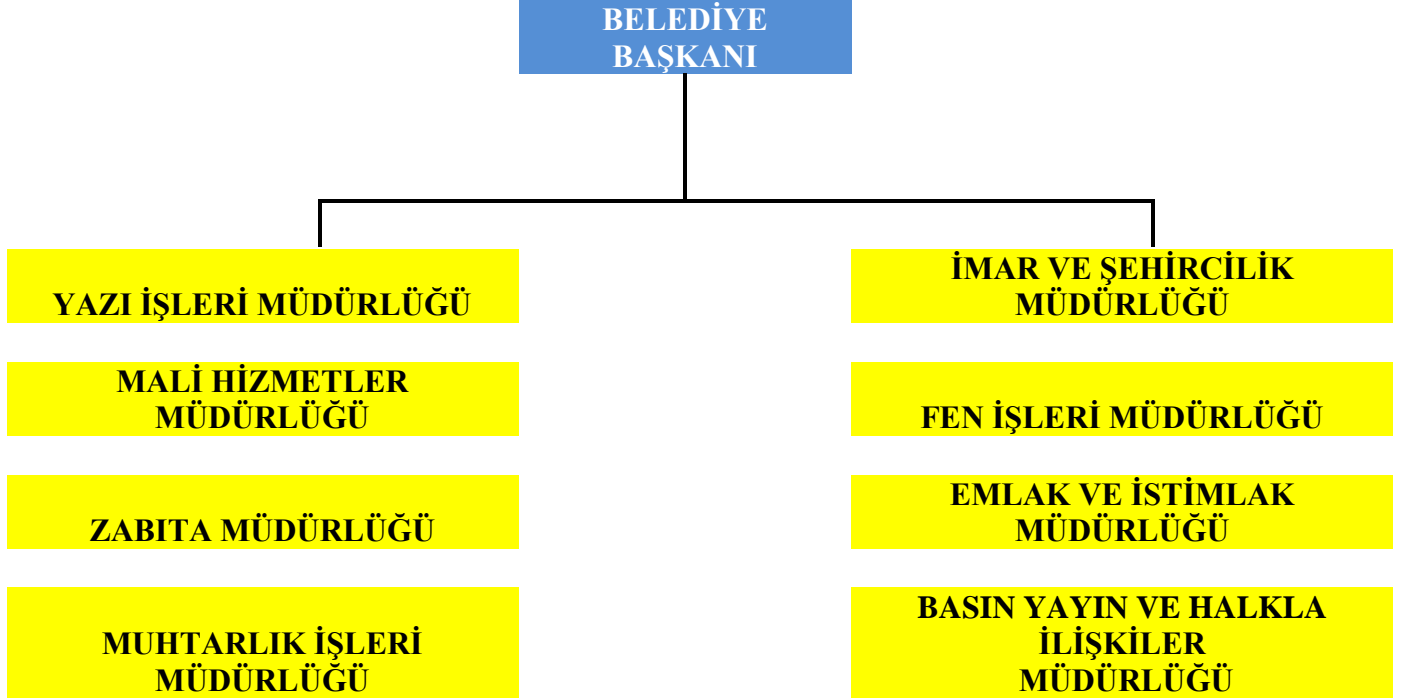 BELEDİYE
BAŞKANI
YAZI İŞLERİ MÜDÜRLÜĞÜ
İMAR VE ŞEHİRCİLİK
MÜDÜRLÜĞÜ
MALİ HİZMETLER
MÜDÜRLÜĞÜ
FEN İŞLERİ MÜDÜRLÜĞÜ
ZABITA MÜDÜRLÜĞÜ
EMLAK VE İSTİMLAK
MÜDÜRLÜĞÜ
MUHTARLIK İŞLERİ
MÜDÜRLÜĞÜ
BASIN YAYIN VE HALKLA
İLİŞKİLER
MÜDÜRLÜĞÜ